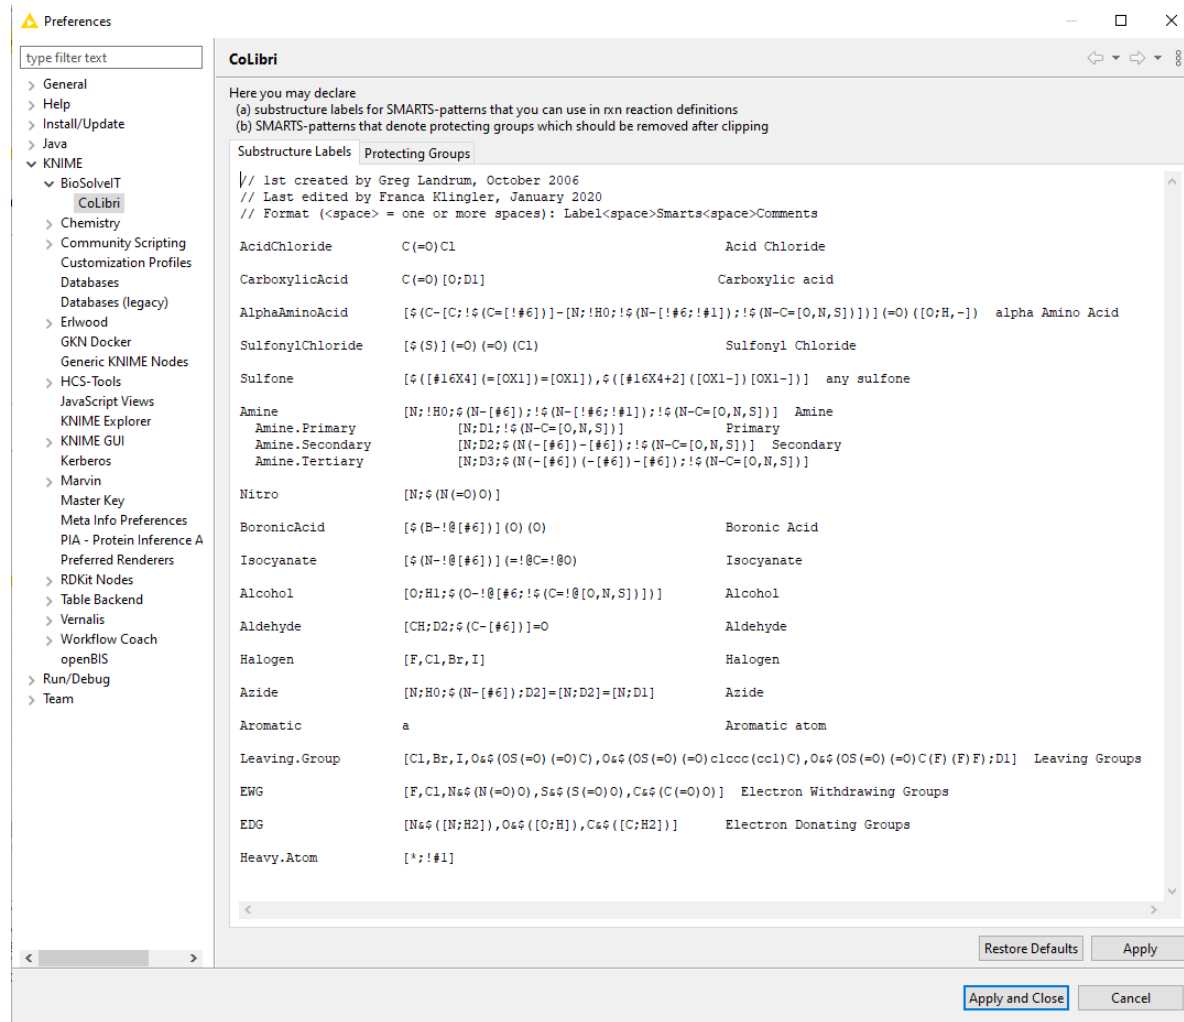 Preferences
type filter text
General
Help
Install/Update
Java
KNIME
BioSolveIT
CoLibri
Chemistry
Community Scripting
Customization Profiles
Databases
Databases (legacy)
Erlwood
GKN Docker
Generic KNIME Nodes
HCS-Tools
JavaScript Views
KNIME Explorer
KNIME GUI
Kerberos
Marvin
Master Key
Meta Info Preferences
PIA - Protein Inference A
Preferred Renderers
RDKit Nodes
Table Backend
Vernalis
Workflow Coach
openBIS
Run/Debug
Team
CoLibri
Here you may declare
(a) substructure labels for SMARTS-patterns that you can use in rxn reaction definitions
(b) SMARTS-patterns that denote protecting groups which should be removed after clipping
Substructure Labels Protecting Groups
// 1st created by Greg Landrum, October 2006
// Last edited by Franca Klingler, January 2020
// Format (<space> = one or more spaces): Label<space>Smarts<space>Comments
AcidChloride C(=O)Cl Acid Chloride
CarboxylicAcid C(=O)[O;D1] Carboxylic acid
AlphaAminoAcid [$(C-[C;!$(C=[!#6])]-[N;!H0;!$(N-[!#6;!#1]);!$(N-C=[O,N,S])])](=O)([O;H,-]) alpha Amino Acid
SulfonylChloride [$(S)](=O)(=O)(Cl) Sulfonyl Chloride
Sulfone [$([#16X4](=[OX1])=[OX1]),$([#16X4+2]([OX1-])[OX1-])] any sulfone
Amine [N;!H0;$(N-[#6]);!$(N-[!#6;!#1]);!$(N-C=[O,N,S])] Amine
Amine.Primary [N;D1;!$(N-C=[O,N,S])] Primary
Amine.Secondary [N;D2;$(N(-[#6])-[#6]);!$(N-C=[O,N,S])] Secondary
Amine.Tertiary [N;D3;$(N(-[#6])(-[#6])-[#6]);!$(N-C=[O,N,S])]
Nitro [N;$(N(=O)O)]
BoronicAcid [$(B-!@[#6])](O)(O) Boronic Acid
Isocyanate [$(N-!@[#6])](=!@C=!@O) Isocyanate
Alcohol [O;H1;$(O-!@[#6;!$(C=!@[O,N,S])])] Alcohol
Aldehyde [CH;D2;$(C-[#6])]=O Aldehyde
Halogen [F,Cl,Br,I] Halogen
Azide [N;H0;$(N-[#6]);D2]=[N;D2]=[N;D1] Azide
Aromatic a Aromatic atom
Leaving.Group [Cl,Br,I,O&$(OS(=O)(=O)C),O&$(OS(=O)(=O)c1ccc(cc1)C),O&$(OS(=O)(=O)C(F)(F)F);D1] Leaving Groups
EWG [F,Cl,N&$(N(=O)O),S&$(S(=O)O),C&$(C(=O)O)] Electron Withdrawing Groups
EDG [N&$([N;H2]),O&$([O;H]),C&$([C;H2])] Electron Donating Groups
Heavy.Atom [*;!#1]
Restore Defaults Apply
Apply and Close Cancel